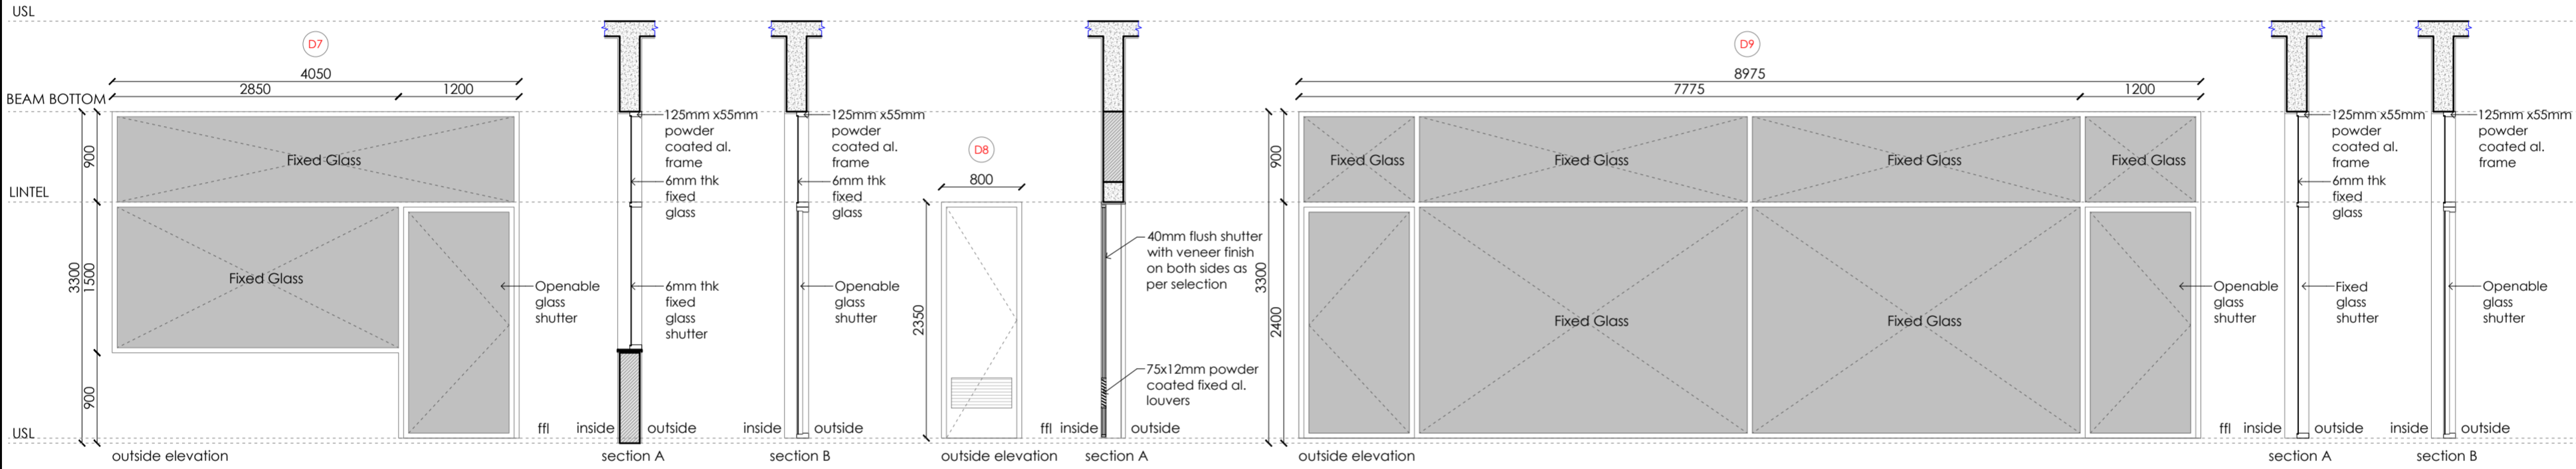 USL
D7
4050
2850
1200
BEAM BOTTOM
900
LINTEL
3300
1500
900
USL
Fixed Glass
Fixed Glass
Openable
glass
shutter
ffl
outside elevation
125mm x55mm
powder
coated al.
frame
6mm thk
fixed
glass
6mm thk
fixed
glass
shutter
inside
outside
section A
125mm x55mm
powder
coated al.
frame
6mm thk
fixed
glass
Openable
glass
shutter
inside
outside
section B
D8
800
2350
outside elevation
40mm flush shutter
with veneer finish
on both sides as
per selection
75x12mm powder
coated fixed al.
louvers
ffl
inside
outside
section A
D9
8975
7775
1200
900
3300
2400
Fixed Glass
Fixed Glass
Fixed Glass
Fixed Glass
Fixed Glass
Fixed Glass
Openable
glass
shutter
outside elevation
125mm x55mm
powder
coated al.
frame
6mm thk
fixed
glass
Fixed
glass
shutter
ffl
inside
outside
section A
125mm x55mm
powder
coated al.
frame
Openable
glass
shutter
inside
outside
section B